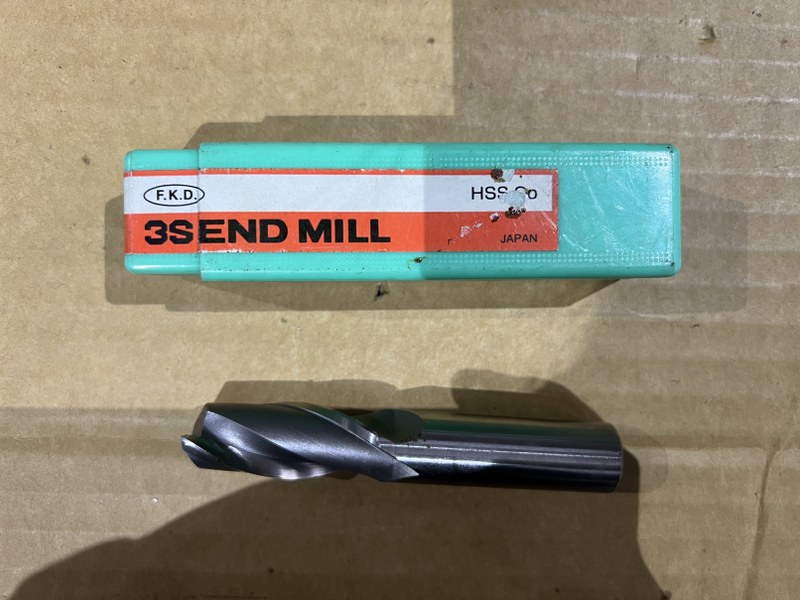 F.K.D. HSS Co
3S END MILL
JAPAN